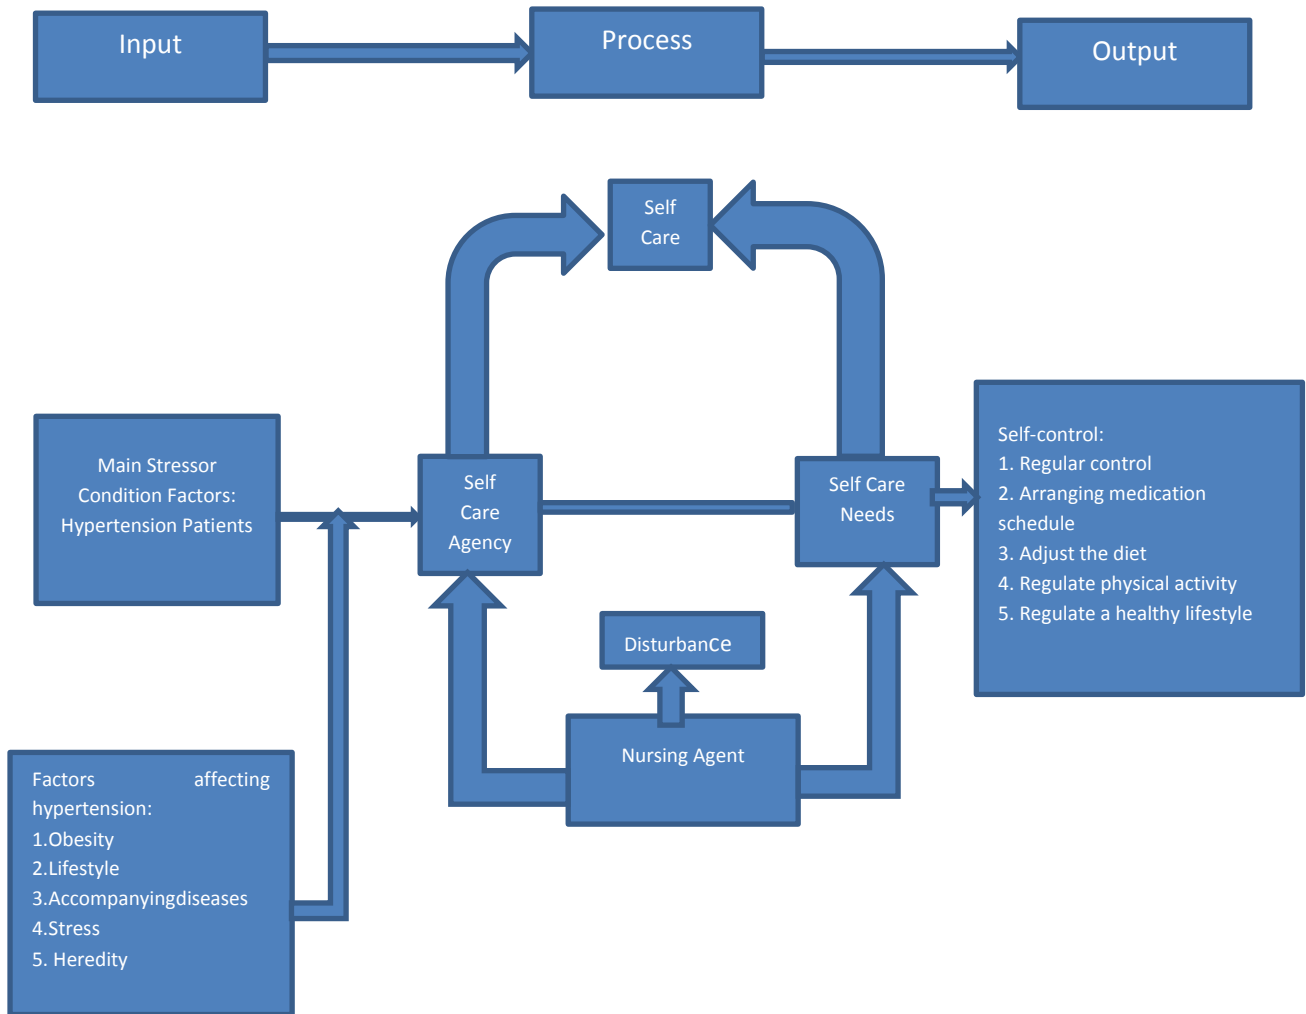 Input
Process
Output
Self
Care
Main Stressor
Condition Factors:
Hypertension Patients
Self
Care
Agency
Self Care
Needs
Self-control:
1. Regular control
2. Arranging medication
schedule
3. Adjust the diet
4. Regulate physical activity
5. Regulate a healthy lifestyle
Disturbance
Nursing Agent
Factors affecting
hypertension:
1.Obesity
2.Lifestyle
3.Accompanyingdiseases
4.Stress
5. Heredity